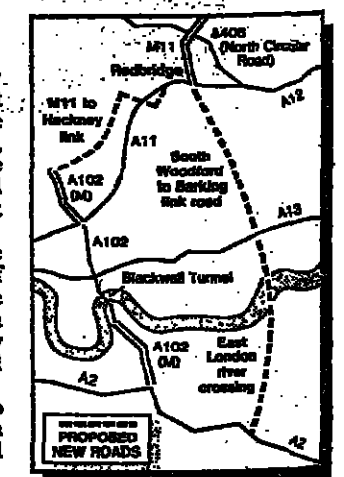 M11
A406
(North Circular
Road)
Redbridge
M11 to
Hackney
link
A12
A11
South
Woodford
to Barking
link road
A102
(M)
A13
A102
Blackwall Tunnel
A102
(M)
East
London
river
crossing
A2
A2
PROPOSED
NEW ROADS